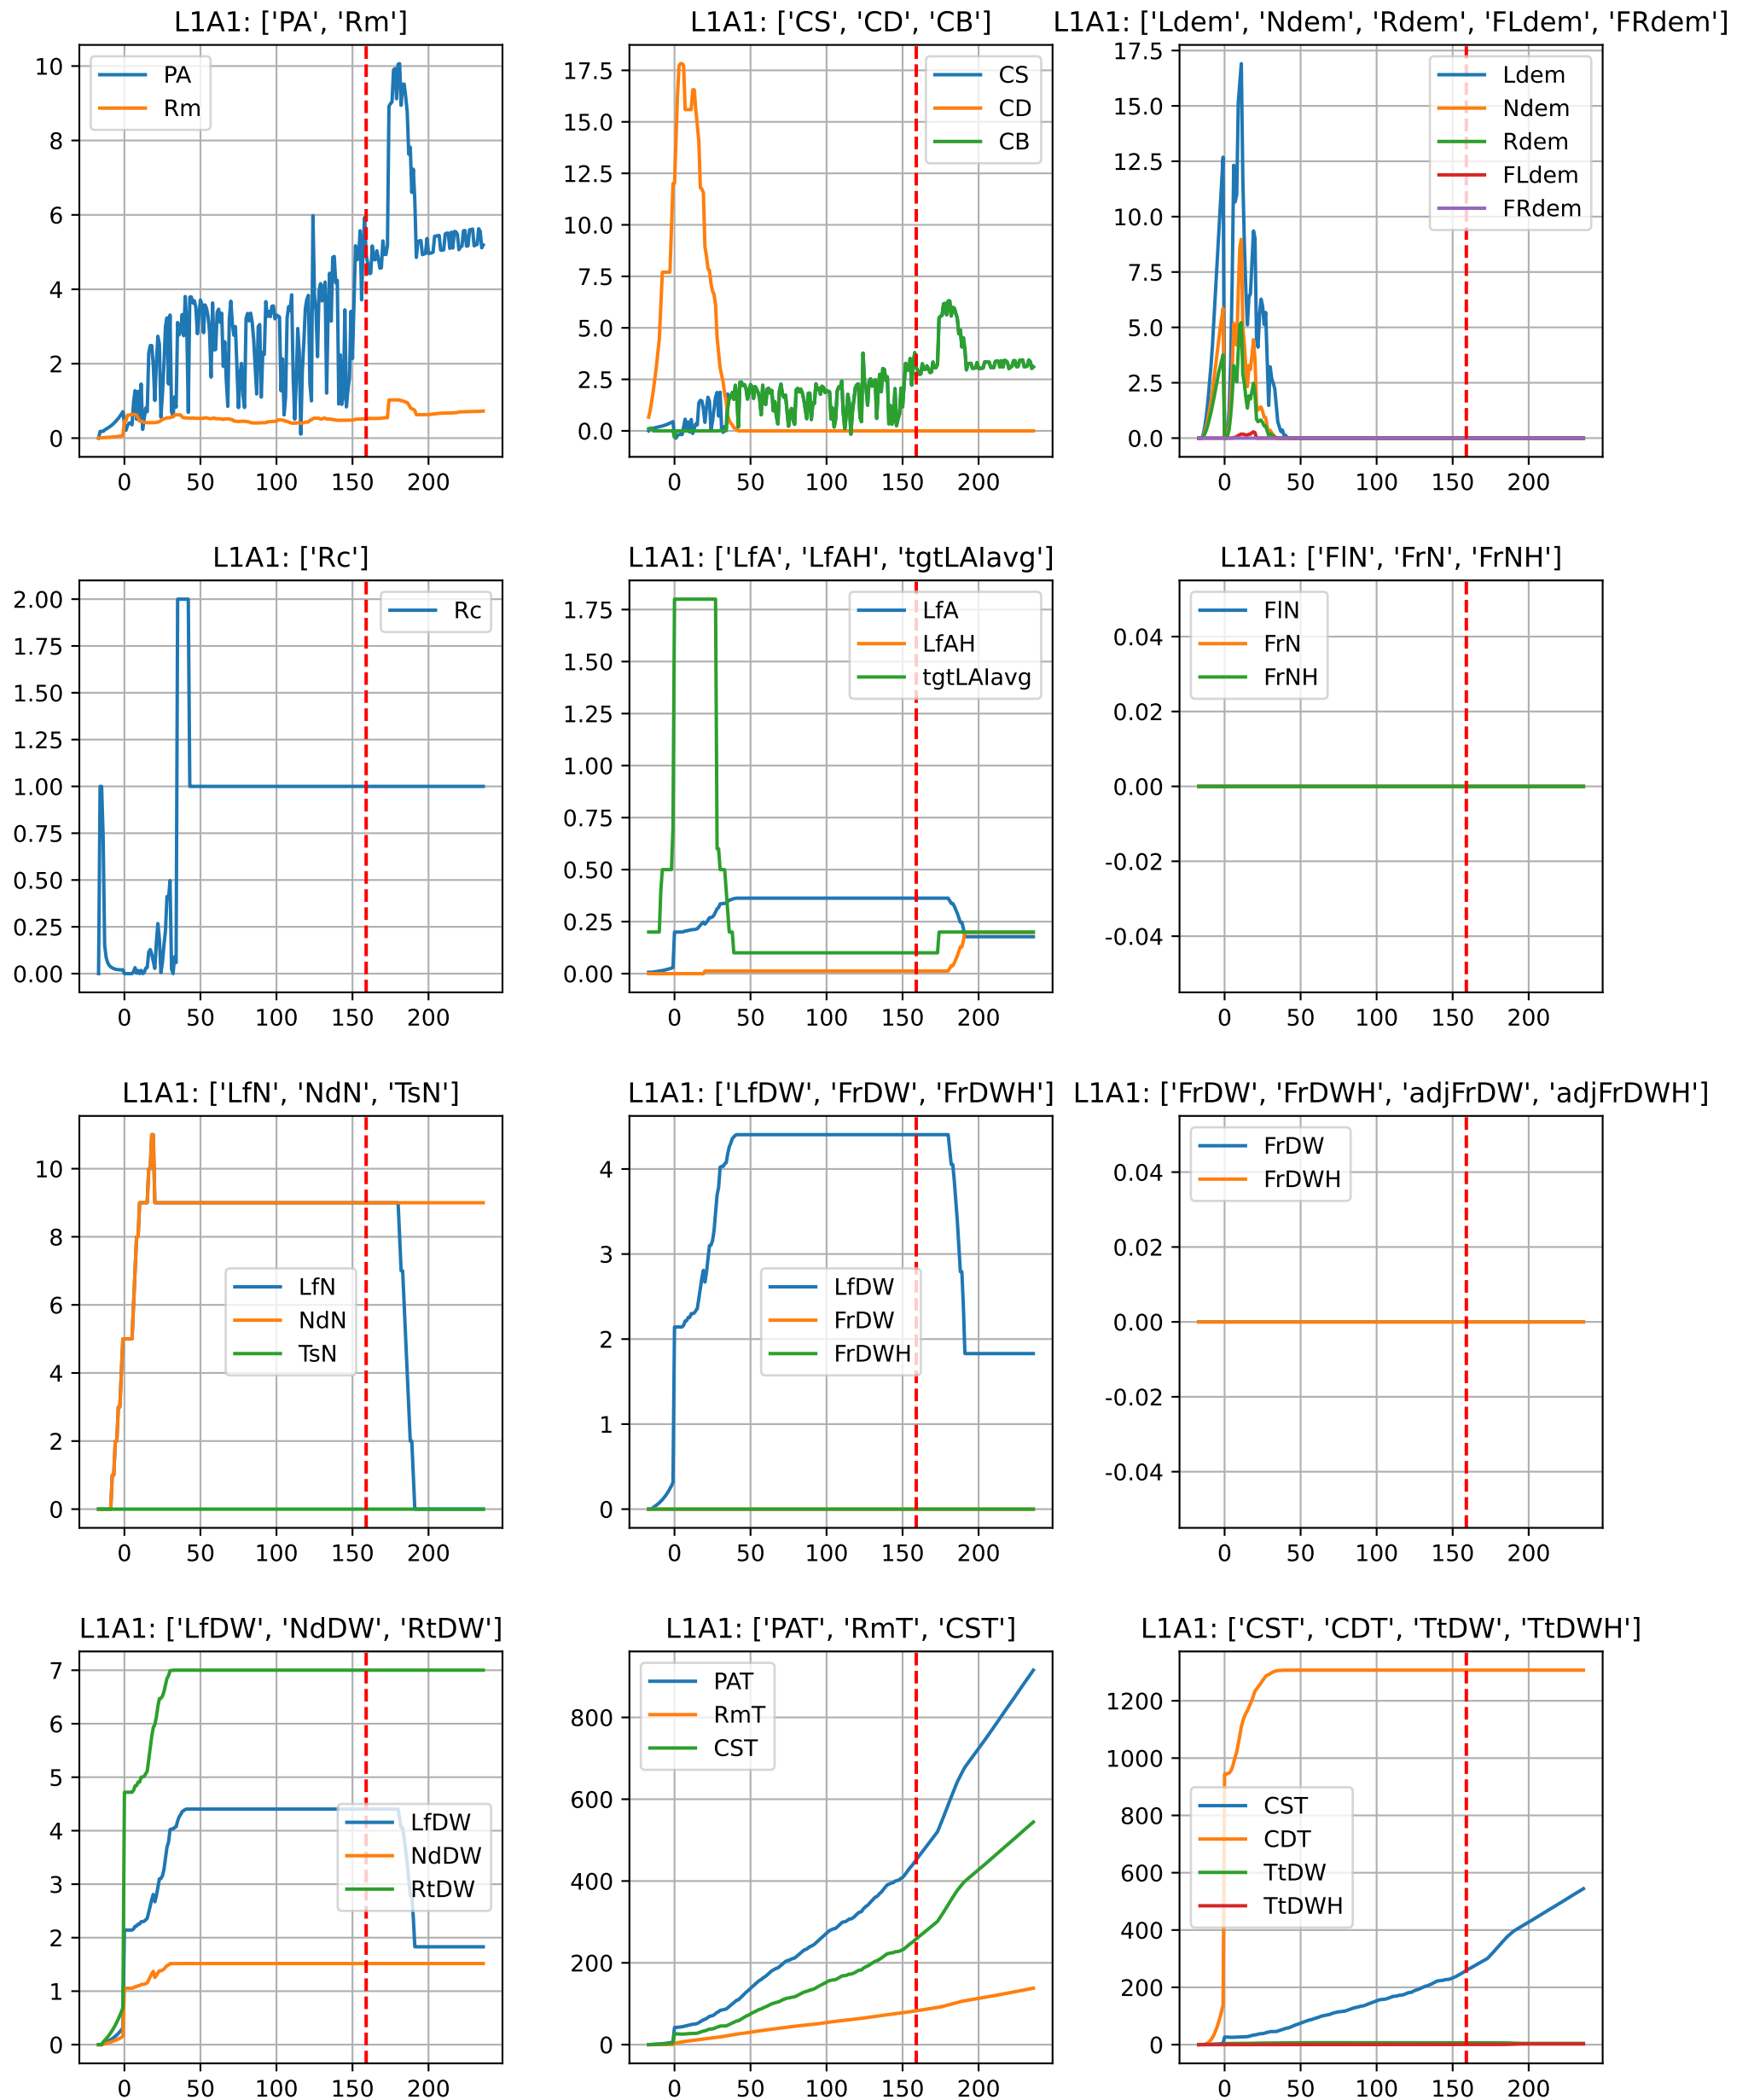 L1A1: ['PA', 'Rm']
10
8
6
4
2
0
PA
Rm
0 50 100 150 200
L1A1: ['CS', 'CD', 'CB']
17.5
15.0
12.5
10.0
7.5
5.0
2.5
0.0
CS
CD
CB
0 50 100 150 200
L1A1: ['Ldem', 'Ndem', 'Rdem', 'FLdem', 'FRdem']
17.5
15.0
12.5
10.0
7.5
5.0
2.5
0.0
Ldem
Ndem
Rdem
FLdem
FRdem
0 50 100 150 200
L1A1: ['Rc']
2.00
1.75
1.50
1.25
1.00
0.75
0.50
0.25
0.00
Rc
0 50 100 150 200
L1A1: ['LfA', 'LfAH', 'tgtLAIavg']
1.75
1.50
1.25
1.00
0.75
0.50
0.25
0.00
LfA
LfAH
tgtLAIavg
0 50 100 150 200
L1A1: ['FlN', 'FrN', 'FrNH']
0.04
0.02
0.00
-0.02
-0.04
FlN
FrN
FrNH
0 50 100 150 200
L1A1: ['LfN', 'NdN', 'TsN']
10
8
6
4
2
0
LfN
NdN
TsN
0 50 100 150 200
L1A1: ['LfDW', 'FrDW', 'FrDWH']
4
3
2
1
0
LfDW
FrDW
FrDWH
0 50 100 150 200
L1A1: ['FrDW', 'FrDWH', 'adjFrDW', 'adjFrDWH']
0.04
0.02
0.00
-0.02
-0.04
FrDW
FrDWH
0 50 100 150 200
L1A1: ['LfDW', 'NdDW', 'RtDW']
7
6
5
4
3
2
1
0
LfDW
NdDW
RtDW
0 50 100 150 200
L1A1: ['PAT', 'RmT', 'CST']
800
600
400
200
0
PAT
RmT
CST
0 50 100 150 200
L1A1: ['CST', 'CDT', 'TtDW', 'TtDWH']
1200
1000
800
600
400
200
0
CST
CDT
TtDW
TtDWH
0 50 100 150 200